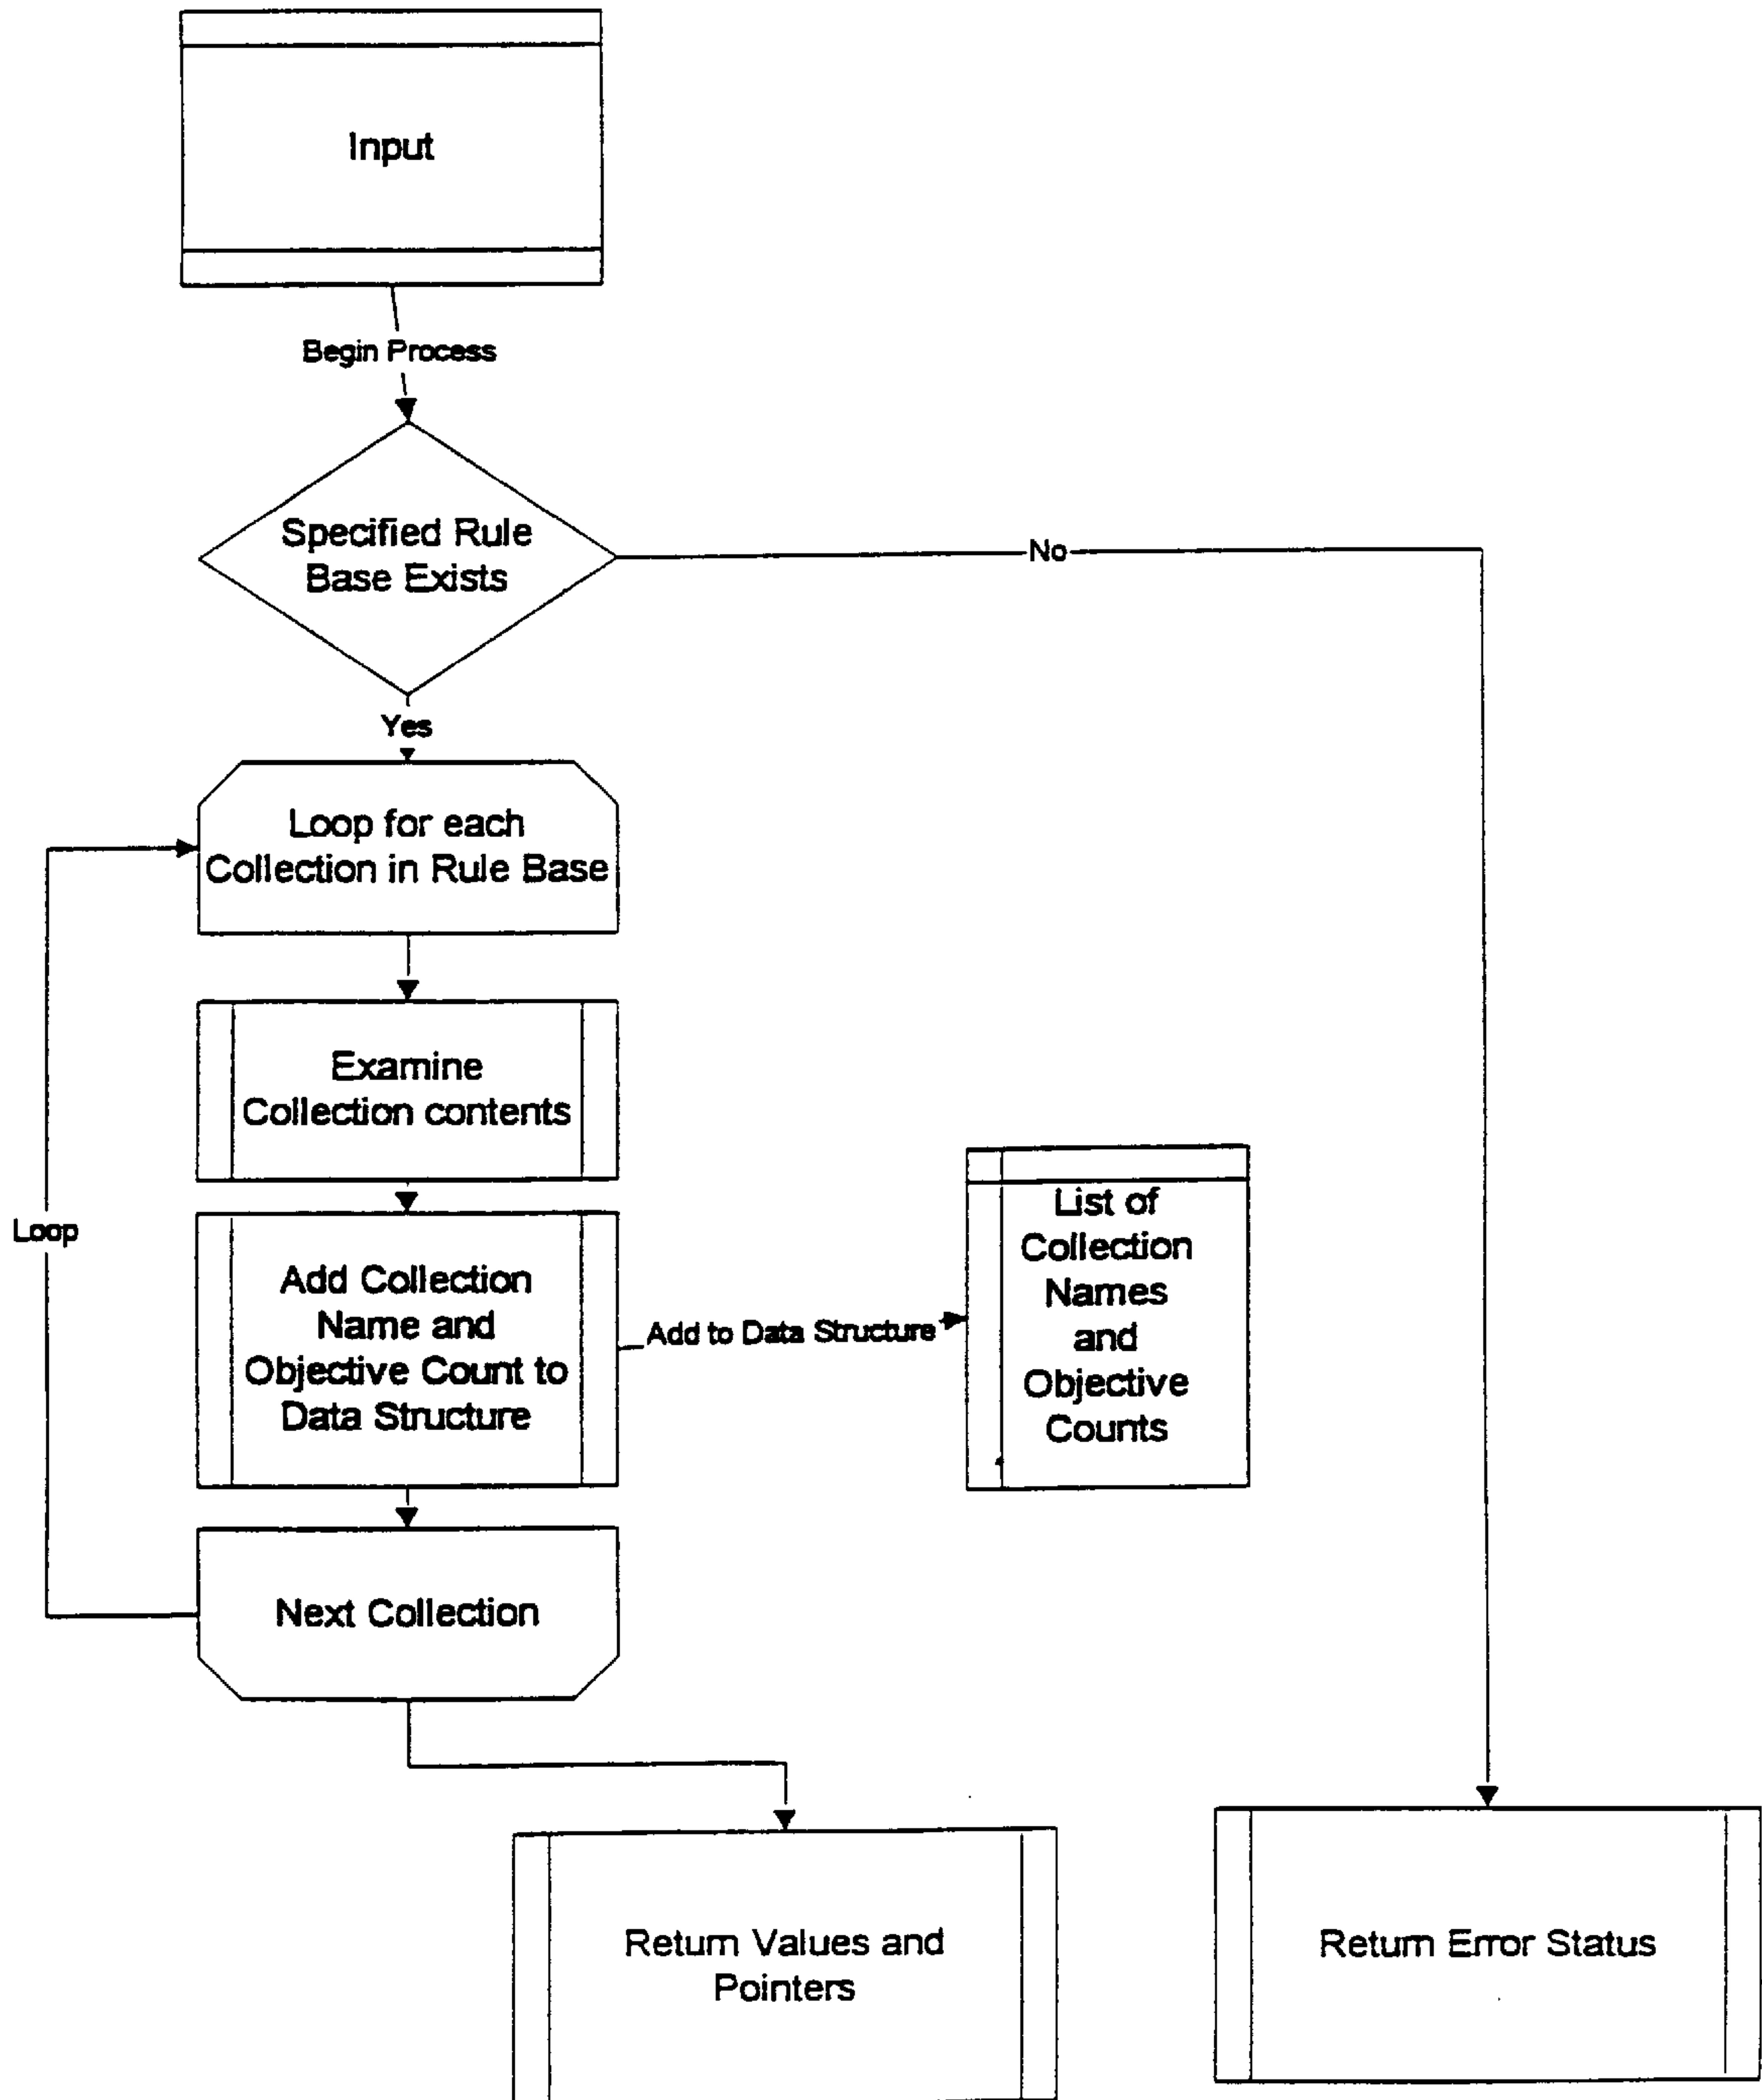 Input
Begin Process
Specified Rule
Base Exists
No
Yes
Loop for each
Collection in Rule Base
Examine
Collection contents
Loop
Add Collection
Name and
Objective Count to
Data Structure
Add to Data Structure
List of
Collection
Names
and
Objective
Counts
Next Collection
Return Values and
Pointers
Return Error Status